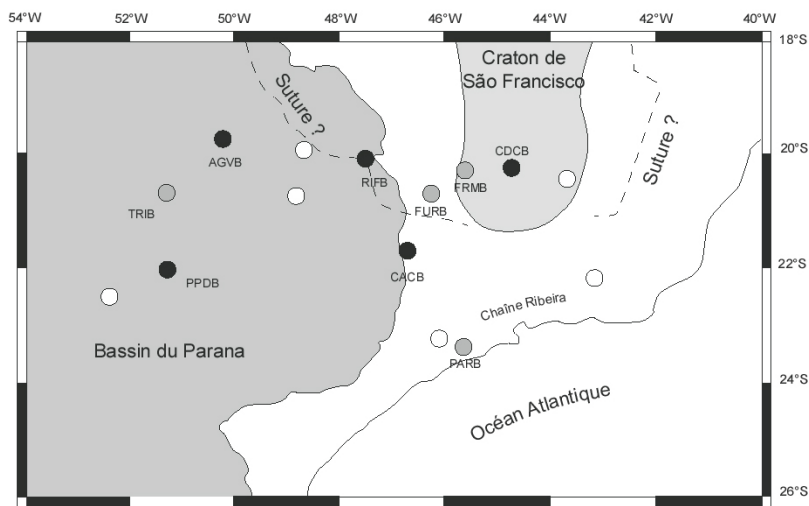 54°W 52°W 50°W 48°W 46°W 44°W 42°W 40°W
18°S
Craton de
São Francisco
Suture ?
Suture ?
20°S
AGVB
RIFB
CDCB
FRMB
TRIB
FURB
22°S
CACB
PPDB
Chaîne Ribeira
Bassin du Parana
PARB
24°S
Océan Atlantique
26°S